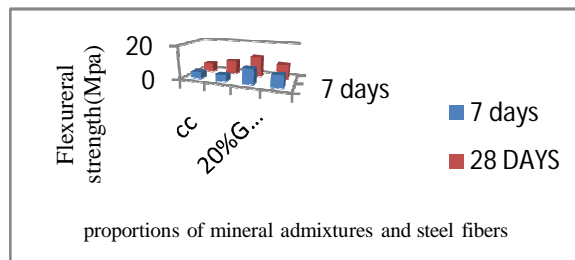 20
0
Flexureral
strength(Mpa)
cc
20%G...
7 days
7 days
28 DAYS
proportions of mineral admixtures and steel fibers